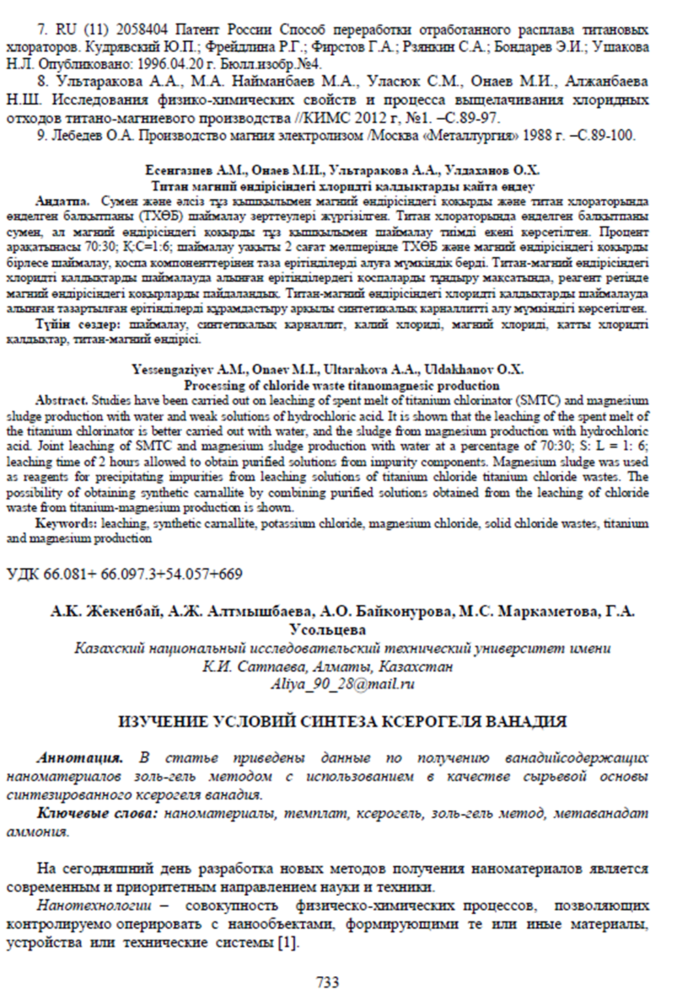 7. RU (11) 2058404 Патент России Способ переработки отработанного расплава титановых
хлораторов. Кудрявский Ю.П.; Фрейдлина Р.Г.; Фирстов Г.А.; Рзянкин С.А.; Бондарев Э.И.; Ушакова
Н.Л. Опубликовано: 1996.04.20 г. Бюлл.изобр.№4.
8. Ультаракова А.А., М.А. Найманбаев М.А., Уласюк С.М., Онаев М.И., Алжанбаева
Н.Ш. Исследования физико-химических свойств и процесса выщелачивания хлоридных
отходов титано-магниевого производства //КИМС 2012 г, №1. –С.89-97.
9. Лебедев О.А. Производство магния электролизом /Москва «Металлургия» 1988 г. –С.89-100.
Есенгазиев А.М., Онаев М.И., Ультаракова А.А., Улдаханов О.Х.
Титан магний өндірісіндегі хлоридті қалдықтарды қайта өңдеу
Аңдатпа. Сумен және әлсіз тұз қышқылымен магний өндірісіндегі қоқырды және титан хлораторында
өңделген балқытпаны (ТХӨБ) шаймалау зерттеулері жүргізілген. Титан хлораторында өңделген балқытпаны
сумен, ал магний өндірісіндегі қоқырды тұз қышқылымен шаймалау тиімді екені көрсетілген. Процент
арақатынасы 70:30; Қ:С=1:6; шаймалау уақыты 2 сағат мөлшерінде ТХӨБ және магний өндірісіндегі қоқырды
бірлесе шаймалау, қоспа компоненттерінен таза ерітінділерді алуға мүмкіндік берді. Титан-магний өндірісіндегі
хлоридті қалдықтарды шаймалауда алынған ерітінділердегі қоспаларды тұндыру мақсатында, реагент ретінде
магний өндірісіндегі қоқырларды пайдаландық. Титан-магний өндірісіндегі хлоридті қалдықтарды шаймалауда
алынған тазартылған ерітінділерді құрамдастыру арқылы синтетикалық карналлитті алу мүмкіндігі көрсетілген.
Түйін сөздер: шаймалау, синтетикалық карналлит, калий хлориді, магний хлориді, қатты хлоридті
қалдықтар, титан-магний өндірісі.
Yessengaziyev A.M., Onaev M.I., Ultarakova A.A., Uldakhanov O.X.
Processing of chloride waste titanomagnesic production
Abstract. Studies have been carried out on leaching of spent melt of titanium chlorinator (SMTC) and magnesium
sludge production with water and weak solutions of hydrochloric acid. It is shown that the leaching of the spent melt of
the titanium chlorinator is better carried out with water, and the sludge from magnesium production with hydrochloric
acid. Joint leaching of SMTC and magnesium sludge production with water at a percentage of 70:30; S: L = 1: 6;
leaching time of 2 hours allowed to obtain purified solutions from impurity components. Magnesium sludge was used
as reagents for precipitating impurities from leaching solutions of titanium chloride titanium chloride wastes. The
possibility of obtaining synthetic carnallite by combining purified solutions obtained from the leaching of chloride
waste from titanium-magnesium production is shown.
Keywords: leaching, synthetic carnallite, potassium chloride, magnesium chloride, solid chloride wastes, titanium
and magnesium production
УДК 66.081+ 66.097.3+54.057+669
А.К. Жекенбай, А.Ж. Алтмышбаева, А.О. Байконурова, М.С. Маркаметова, Г.А.
Усольцева
Казахский национальный исследовательский технический университет имени
К.И. Сатпаева, Алматы, Казахстан
Aliya_90_28@mail.ru
ИЗУЧЕНИЕ УСЛОВИЙ СИНТЕЗА КСЕРОГЕЛЯ ВАНАДИЯ
Аннотация. В статье приведены данные по получению ванадийсодержащих
наноматериалов золь-гель методом с использованием в качестве сырьевой основы
синтезированного ксерогеля ванадия.
Ключевые слова: наноматериалы, темплат, ксерогель, золь-гель метод, метаванадат
аммония.
На сегодняшний день разработка новых методов получения наноматериалов является
современным и приоритетным направлением науки и техники.
Нанотехнологии – совокупность физическо-химических процессов, позволяющих
контролируемо оперировать с нанообъектами, формирующими те или иные материалы,
устройства или технические системы [1].
733